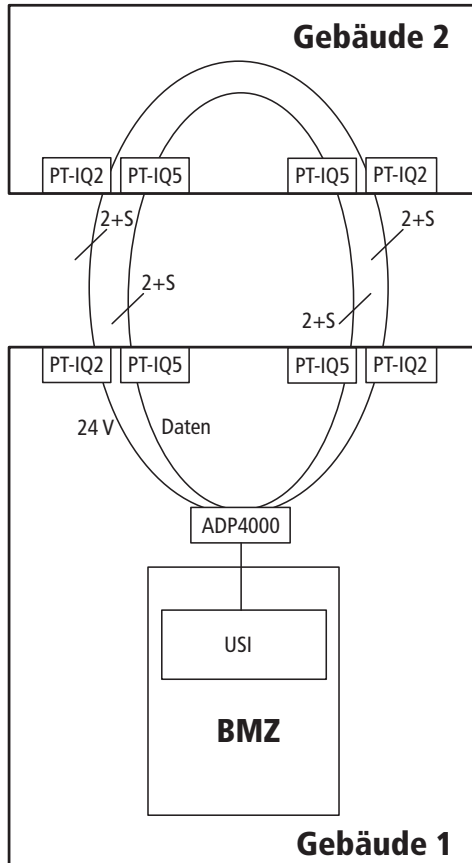 Gebäude 2
PT-IQ2 PT-IQ5 PT-IQ5 PT-IQ2
2+S 2+S
2+S 2+S
PT-IQ2 PT-IQ5 PT-IQ5 PT-IQ2
24 V Daten
ADP4000
USI
BMZ
Gebäude 1